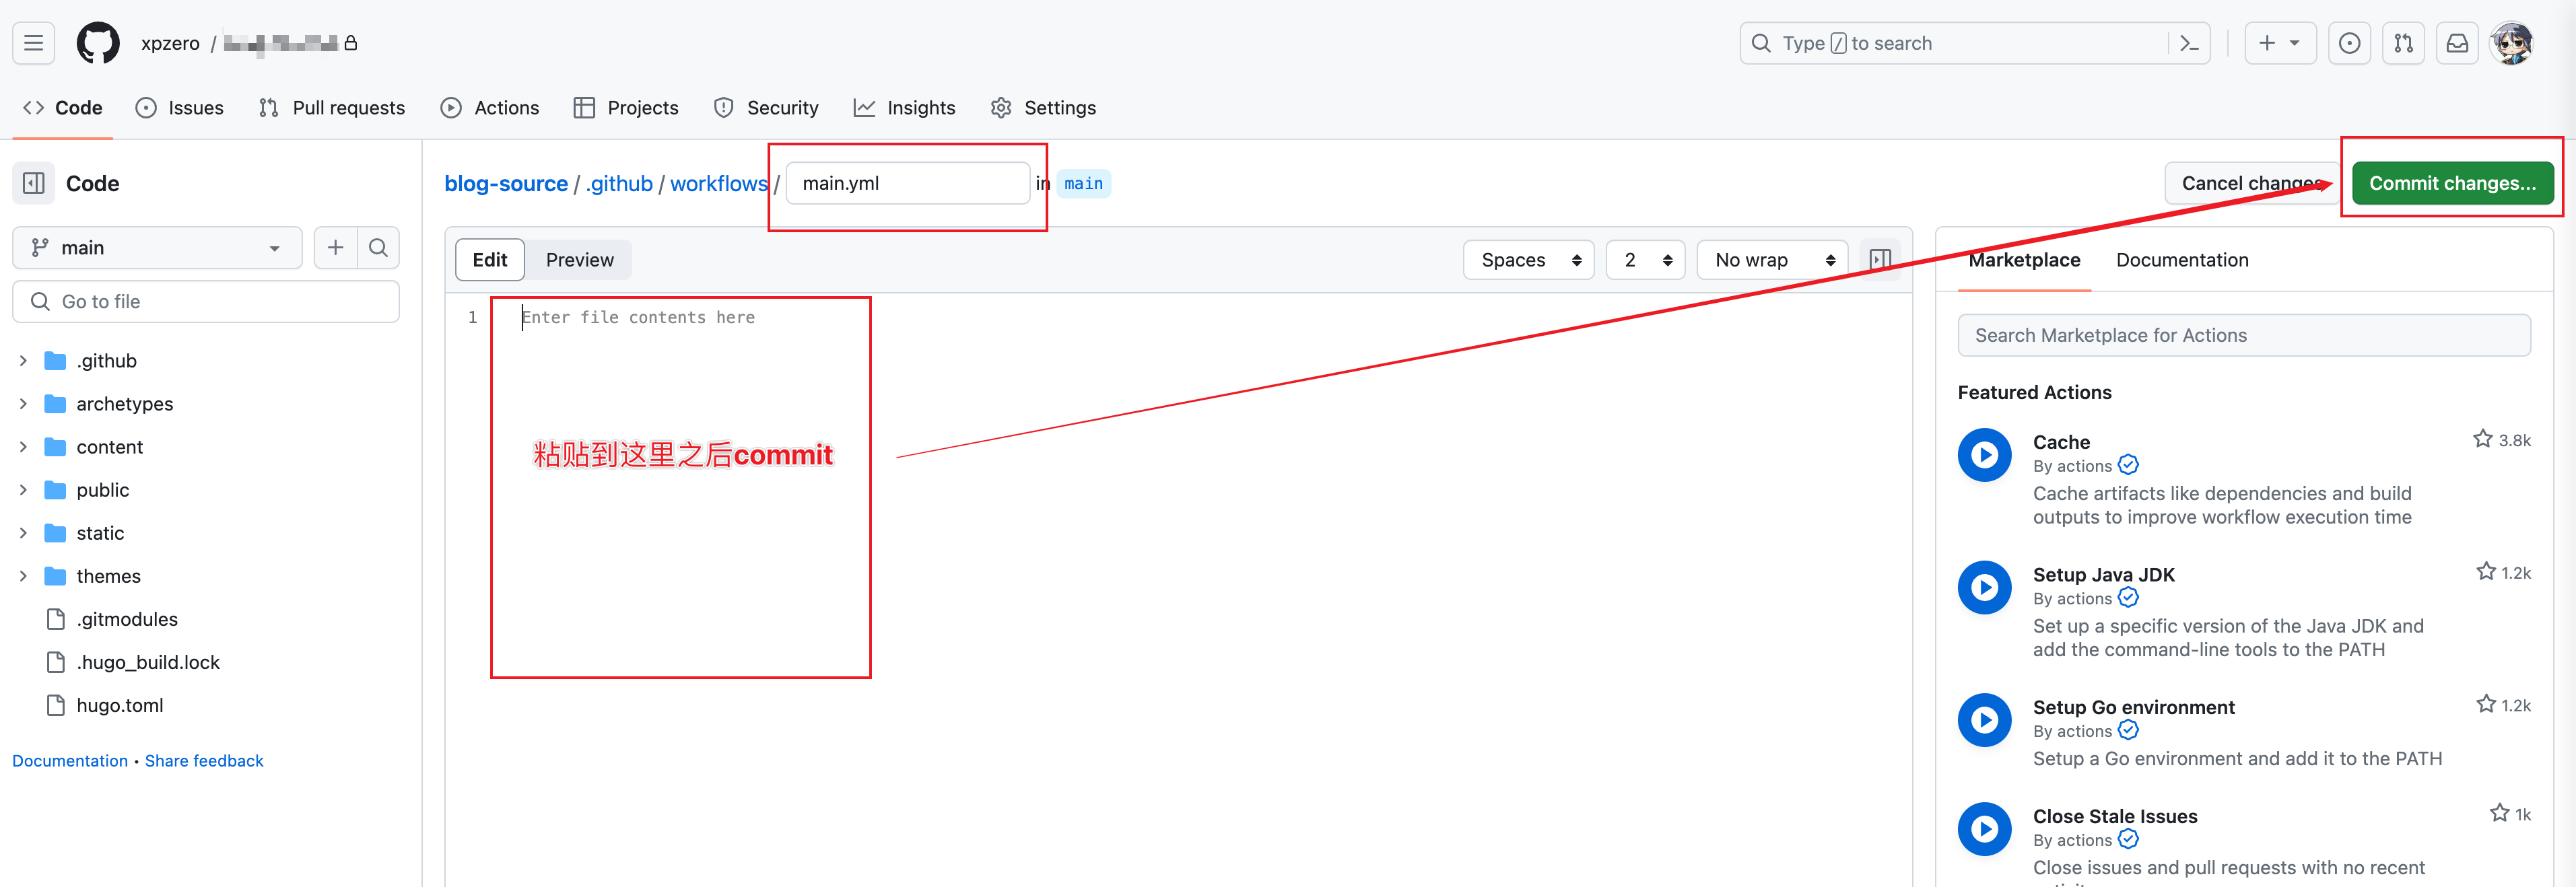 xpzero /
Type / to search
Code Issues Pull requests Actions Projects Security Insights Settings
Code
blog-source / .github / workflows / main.yml in main
Cancel changes Commit changes...
main
Edit Preview
Spaces 2 No wrap
Marketplace Documentation
Go to file
1 Enter file contents here
Search Marketplace for Actions
.github
archetypes
content
public
static
themes
.gitmodules
.hugo_build.lock
hugo.toml
Documentation • Share feedback
粘贴到这里之后commit
Featured Actions
Cache 3.8k
By actions
Cache artifacts like dependencies and build
outputs to improve workflow execution time
Setup Java JDK 1.2k
By actions
Set up a specific version of the Java JDK and
add the command-line tools to the PATH
Setup Go environment 1.2k
By actions
Setup a Go environment and add it to the PATH
Close Stale Issues 1k
By actions
Close issues and pull requests with no recent